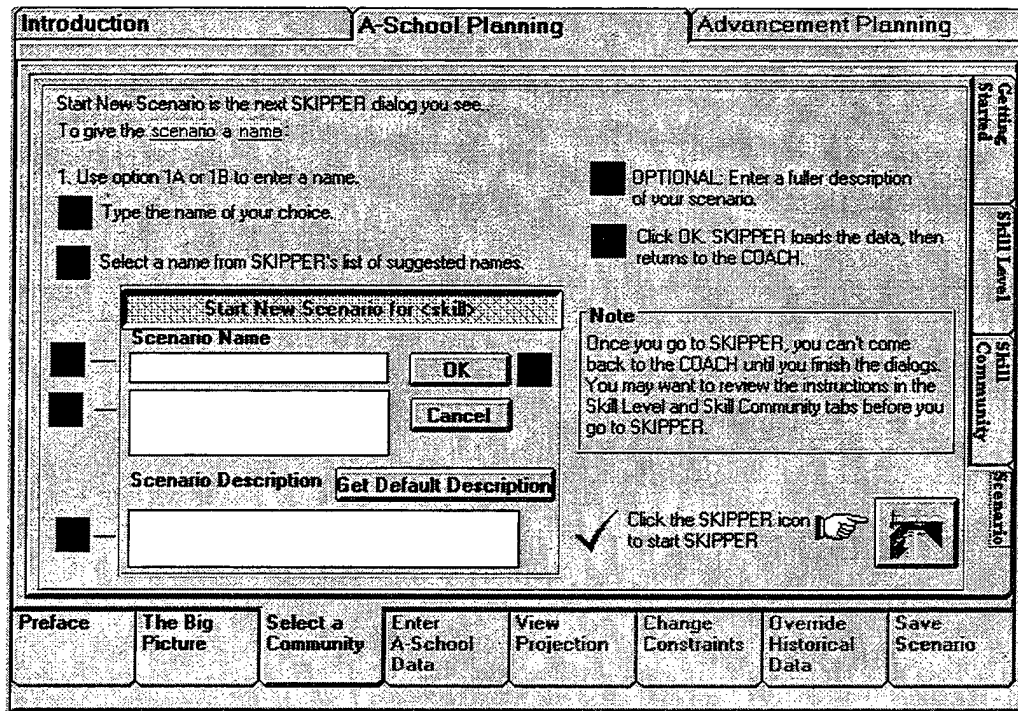 Introduction
A-School Planning
Advancement Planning
Start New Scenario is the next SKIPPER dialog you see...
To give the scenario a name:
1. Use option 1A or 1B to enter a name.
Type the name of your choice.
Select a name from SKIPPER's list of suggested names.
Start New Scenario for <skill>
Scenario Name
OK
Cancel
Scenario Description
Get Default Description
OPTIONAL: Enter a fuller description
of your scenario.
Click OK. SKIPPER loads the data, then
returns to the COACH.
Note
Once you go to SKIPPER, you can't come
back to the COACH until you finish the dialogs.
You may want to review the instructions in the
Skill Level and Skill Community tabs before you
go to SKIPPER.
Click the SKIPPER icon
to start SKIPPER
Getting
Started
Skill Level
Skill
Community
Scenario
Preface
The Big
Picture
Select a
Community
Enter
A-School
Data
View
Projection
Change
Constraints
Override
Historical
Data
Save
Scenario